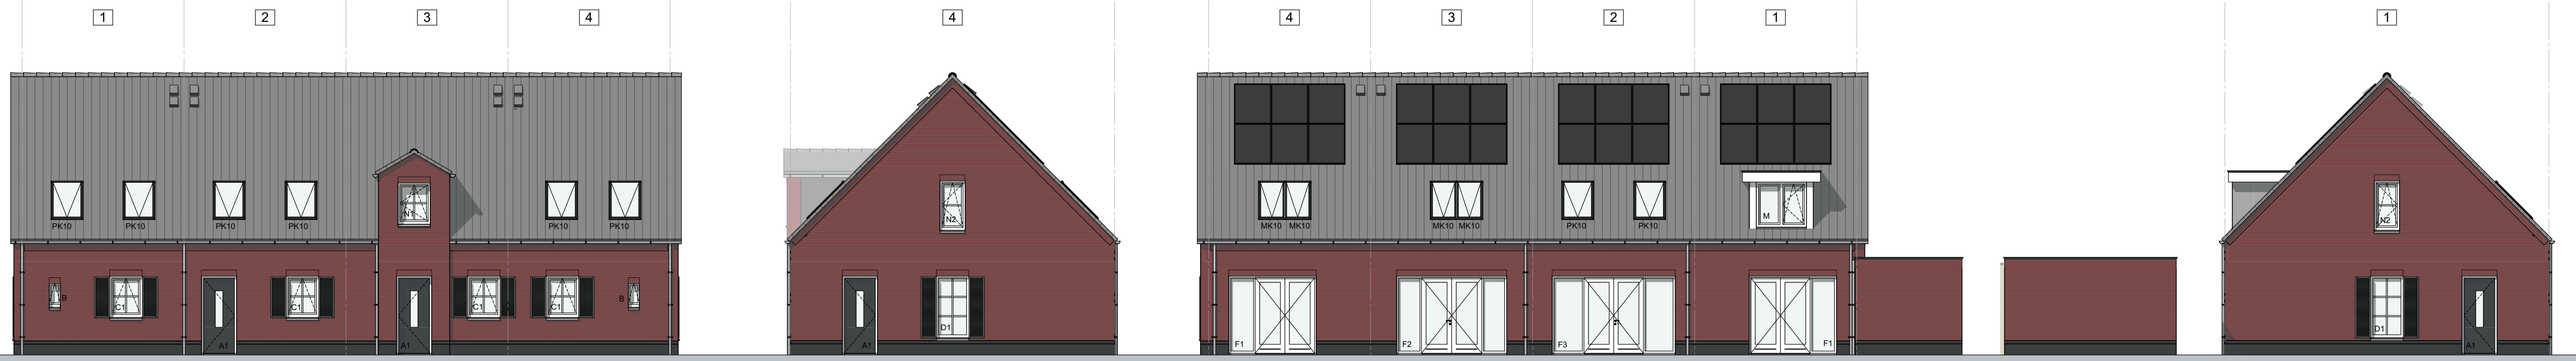 1 2 3 4 4 4 3 2 1 1
PK10 PK10 PK10 PK10 N1 PK10 PK10 N2 MK10 MK10 MK10 MK10 PK10 PK10 M N2
B C1 C1 C1 C1 B
A1 A1 A1 D1 F1 F2 F3 F1 D1 A1